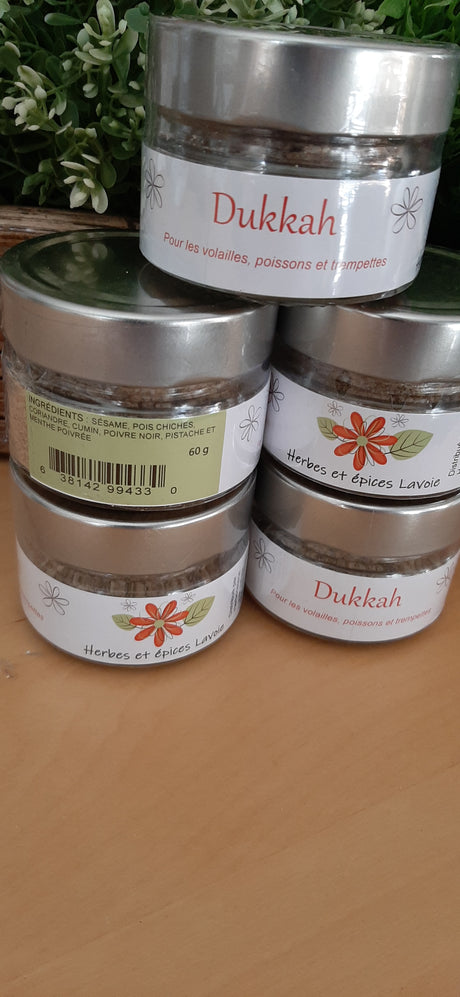 Dukkah
Pour les volailles, poissons et trempettes
INGRÉDIENTS : SÉSAME, POIS CHICHES,
CORIANDRE, CUMIN, POIVRE NOIR, PISTACHE ET
MENTHE POIVRÉE
60 g
6 38142 99433 0
Herbes et épices Lavoie
Herbes et épices Lavoie
Dukkah
Pour les volailles, poissons et trempettes